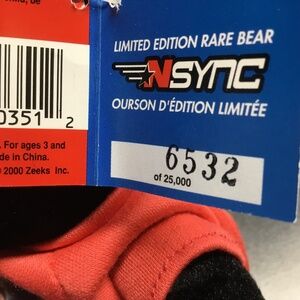 LIMITED EDITION RARE BEAR
NSYNC
OURSON D'ÉDITION LIMITÉE
6532
of 25,000
0351 2
For ages 3 and
de in China.
© 2000 Zeeks Inc.